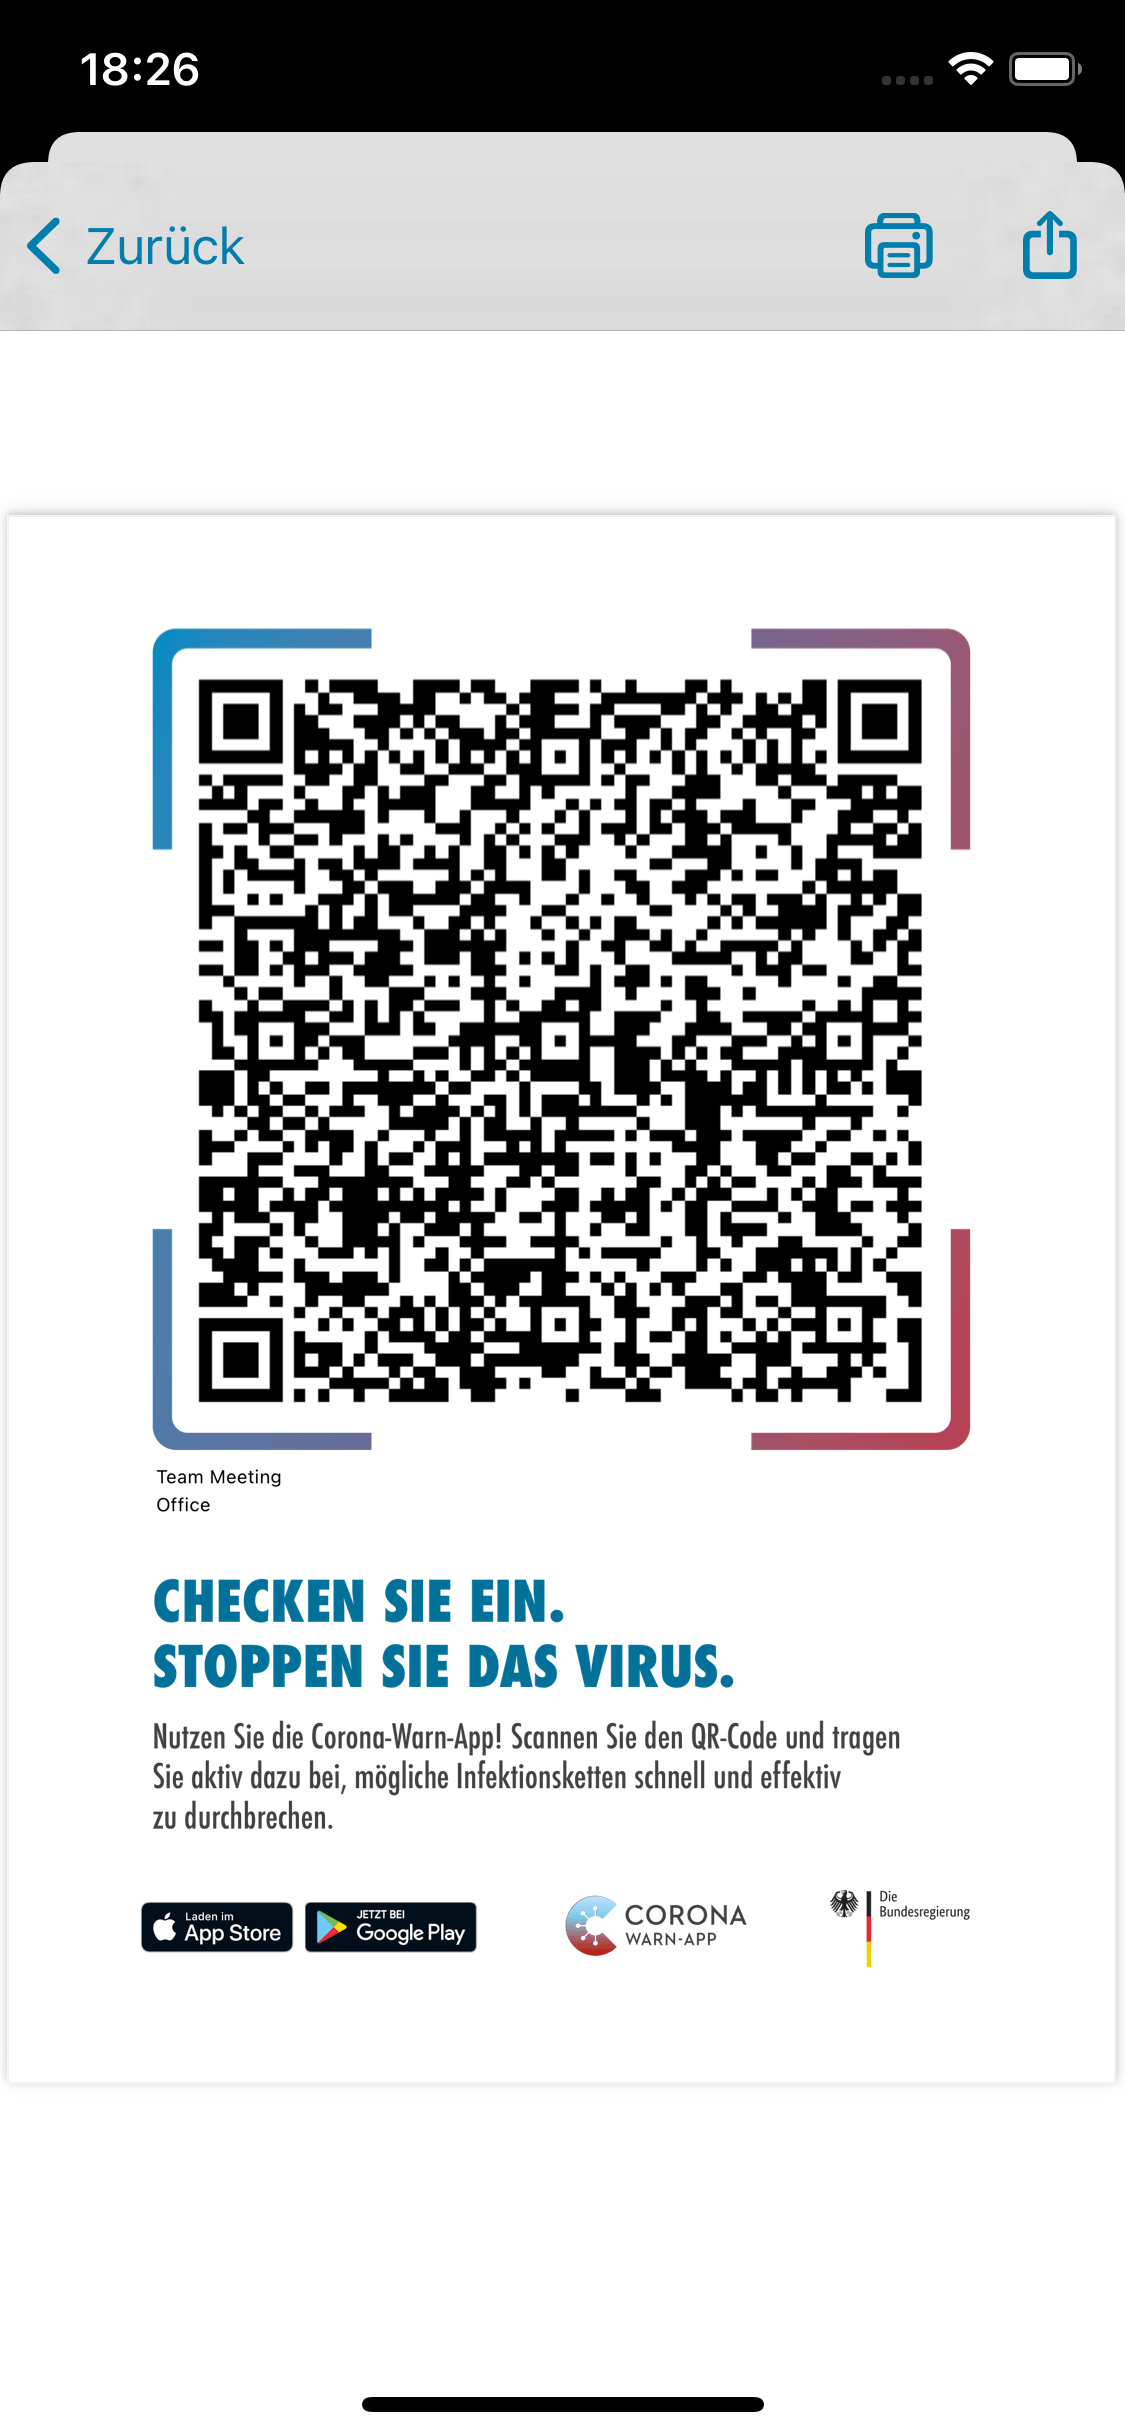 18:26
Zurück
Team Meeting
Office
CHECKEN SIE EIN.
STOPPEN SIE DAS VIRUS.
Nutzen Sie die Corona-Warn-App! Scannen Sie den QR-Code und tragen
Sie aktiv dazu bei, mögliche Infektionsketten schnell und effektiv
zu durchbrechen.
Laden im
App Store
JETZT BEI
Google Play
CORONA
WARN-APP
Die
Bundesregierung